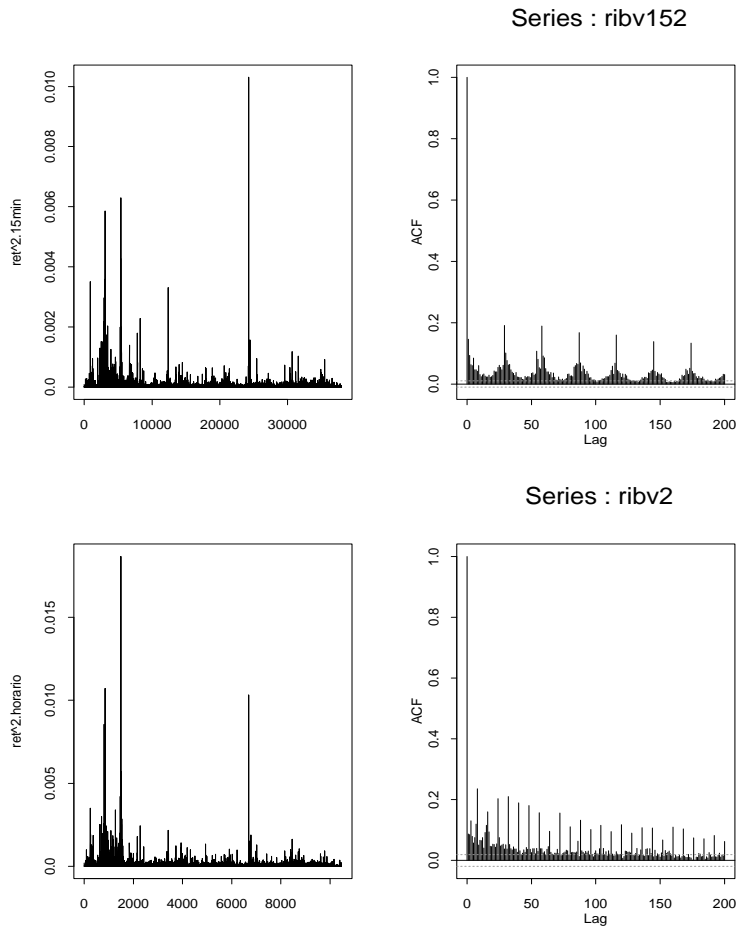 Series : ribv152
ret^2.15min
0.0 0.002 0.004 0.006 0.008 0.010
0 10000 20000 30000
ACF
0.0 0.2 0.4 0.6 0.8 1.0
0 50 100 150 200
Lag
Series : ribv2
ret^2.horario
0.0 0.005 0.010 0.015
0 2000 4000 6000 8000
ACF
0.0 0.2 0.4 0.6 0.8 1.0
0 50 100 150 200
Lag